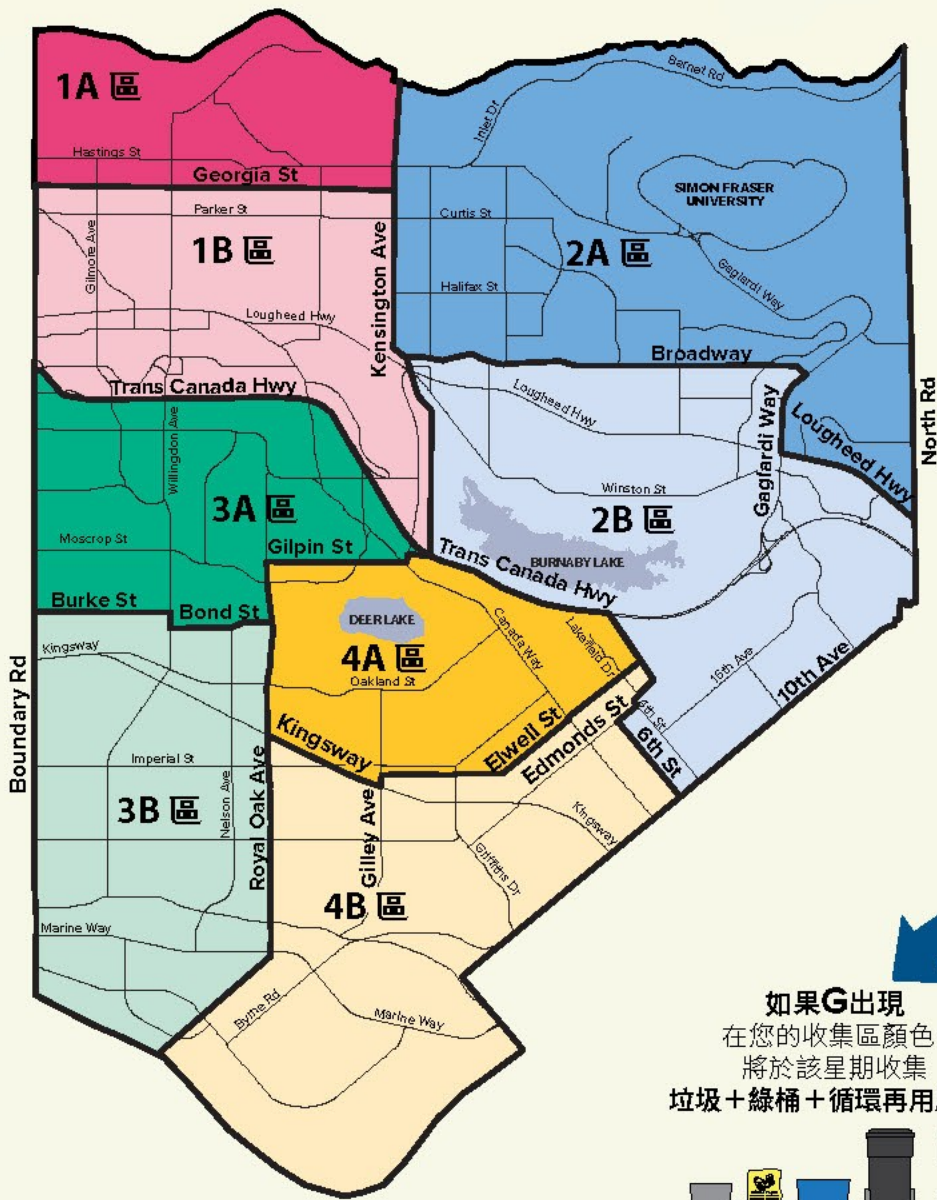 1A 區
Barnet Rd
Inlet Dr
Hastings St
Georgia St
SIMON FRASER
UNIVERSITY
Parker St
Curtis St
1B 區
Gilmore Ave
Kensington Ave
2A 區
Gaglardi Way
Halifax St
Lougheed Hwy
Broadway
Trans Canada Hwy
Lougheed Hwy
Gaglardi Way
Lougheed Hwy
North Rd
Willingdon Ave
Winston St
3A 區
2B 區
Moscrop St
Gilpin St
Trans Canada Hwy
BURNABY LAKE
Burke St
Bond St
DEER LAKE
Canada Way
Lakefield Dr
Kingsway
4A 區
Oakland St
16th Ave
10th Ave
Boundary Rd
Kingsway
Elwell St
Edmonds St
6th St
6th St
Imperial St
3B 區
Nelson Ave
Royal Oak Ave
Gilley Ave
Kingsway
Griffiths Dr
4B 區
Marine Way
Byrne Rd
Marine Way
如果G出現
在您的收集區顏色
將於該星期收集
垃圾＋綠桶＋循環再用